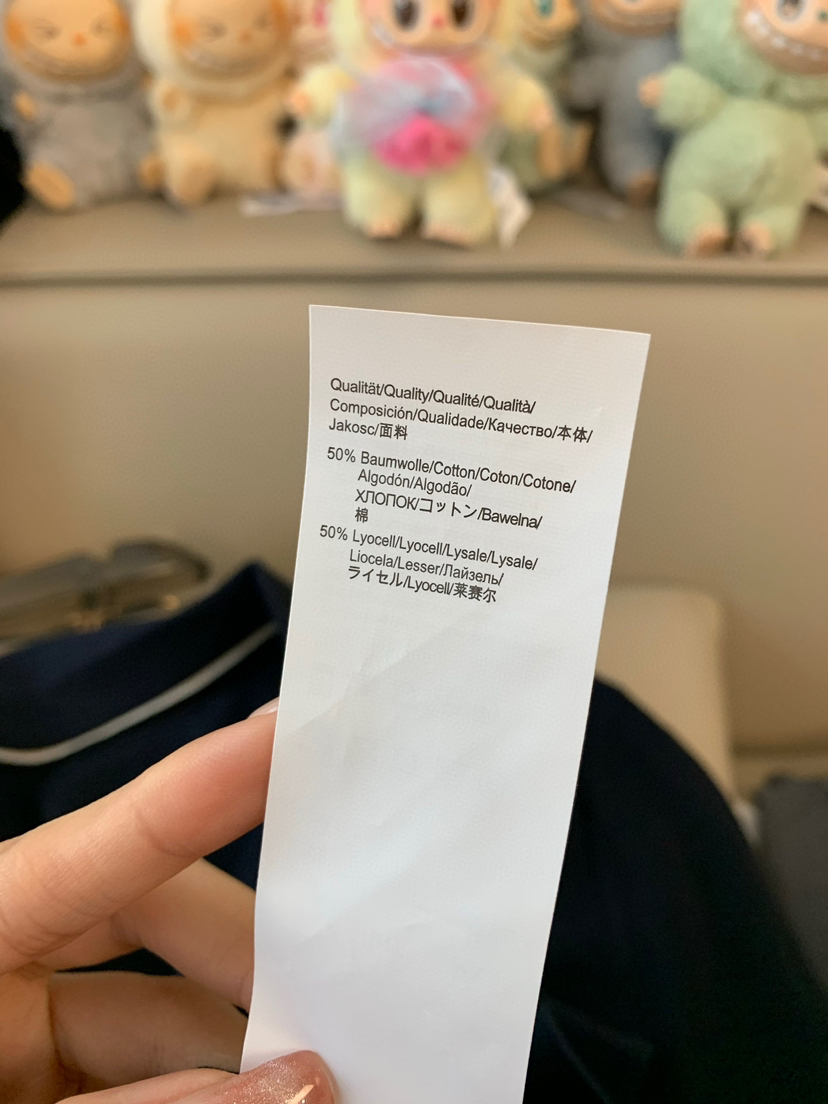 Qualität/Quality/Qualité/Qualità/
Composición/Qualidade/Качество/本体/
Jakosc/面料
50% Baumwolle/Cotton/Coton/Cotone/
Algodón/Algodão/
ХЛОПОК/コットン/Bawelna/
棉
50% Lyocell/Lyocell/Lysale/Lysale/
Liocela/Lesser/Лайзель/
ライセル/Lyocell/莱赛尔